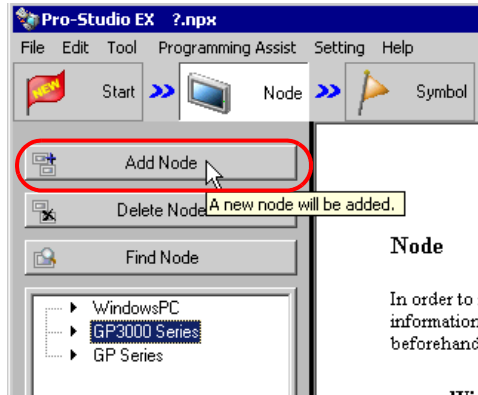 Pro-Studio EX ?.npx
File Edit Tool Programming Assist Setting Help
NEW Start Node Symbol
Add Node
Delete Node
A new node will be added.
Find Node
WindowsPC
GP3000 Series
GP Series
Node
In order to
information
beforehand